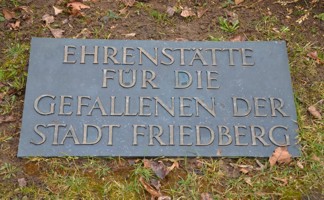 EHRENSTÄTTE
FÜR DIE
GEFALLENEN DER
STADT FRIEDBERG